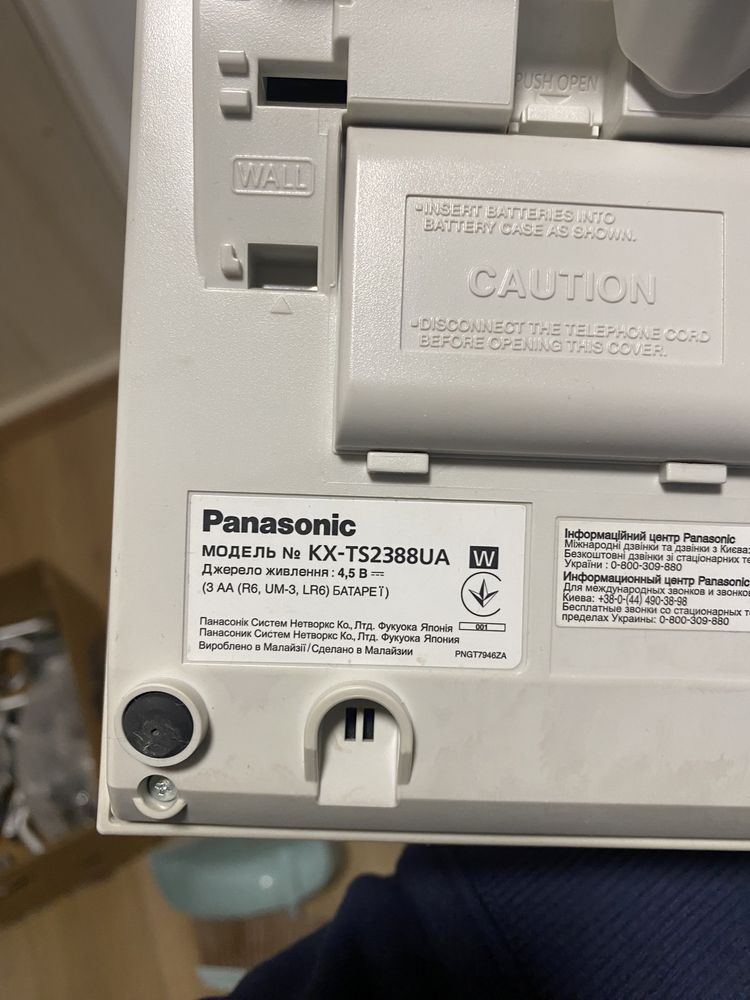 PUSH OPEN
WALL
INSERT BATTERIES INTO
BATTERY CASE AS SHOWN.
CAUTION
DISCONNECT THE TELEPHONE CORD
BEFORE OPENING THIS COVER.
Panasonic
МОДЕЛЬ № KX-TS2388UA W
Джерело живлення : 4,5 В
(3 AA (R6, UM-3, LR6) БАТАРЕЇ)
001
Панасонік Систем Нетворкс Ко., Лтд. Фукуока Японія
Панасоник Систем Нетворкс Ко., Лтд. Фукуока Япония
Вироблено в Малайзії / Сделано в Малайзии
PNGT7946ZA
Інформаційний центр Panasonic
Міжнародні дзвінки та дзвінки з Києва:
Безкоштовні дзвінки зі стаціонарних те
України : 0-800-309-880
Информационный центр Panasonic
Для международных звонков и звонков
Киева: +38-0-(44) 490-38-98
Бесплатные звонки со стационарных т
пределах Украины: 0-800-309-880